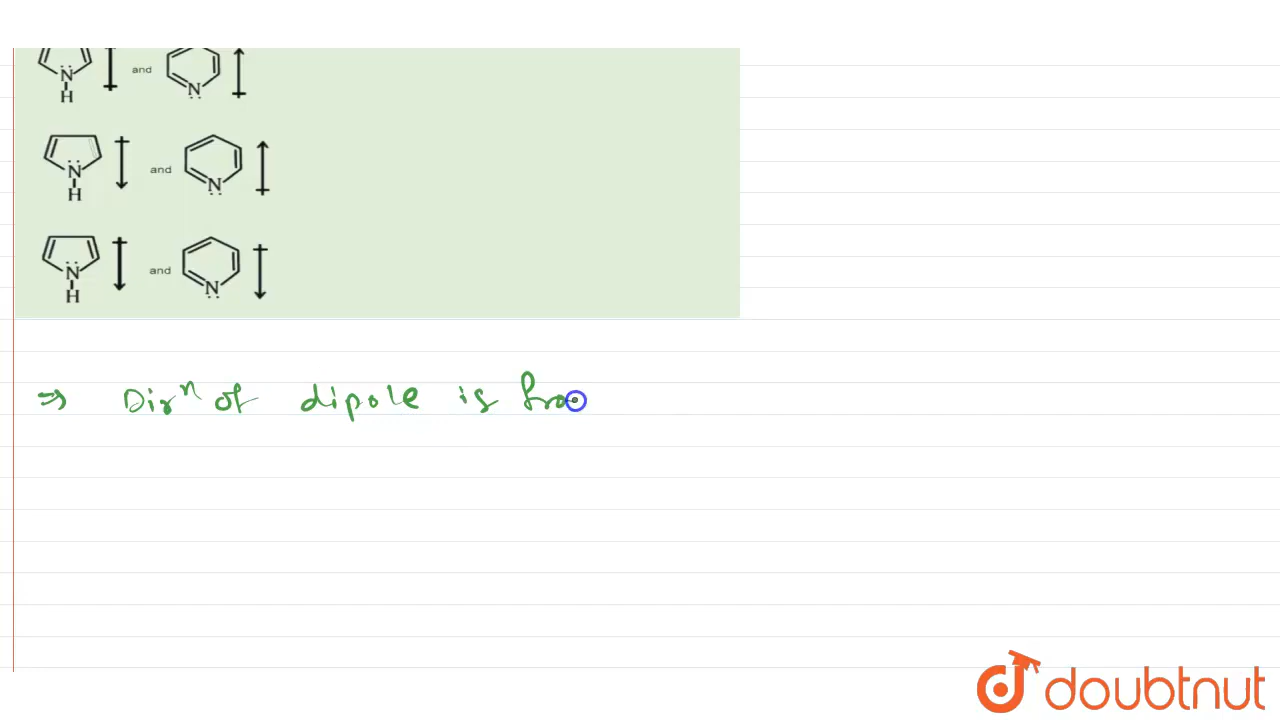 N
H
and
N
N
H
and
N
N
H
and
N
⇒ Dirⁿ of dipole is fro
doubtnut